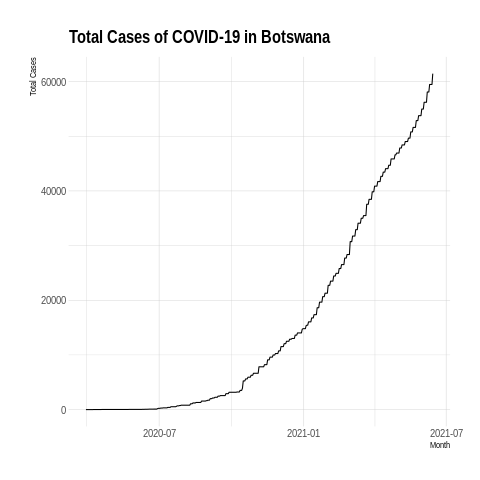 Total Cases of COVID-19 in Botswana
Total Cases
60000
40000
20000
0
2020-07
2021-01
2021-07
Month